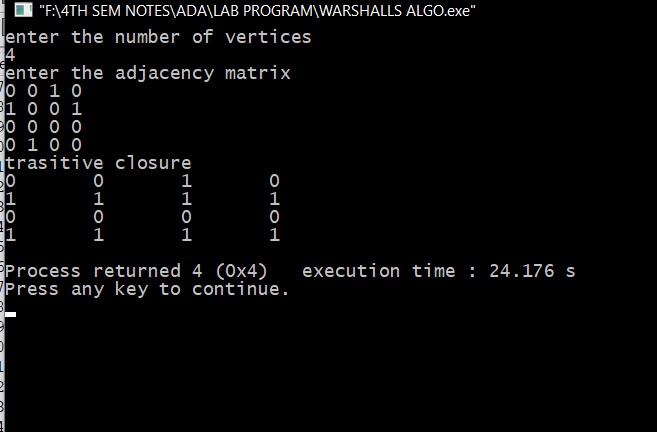 "F:\4TH SEM NOTES\ADA\LAB PROGRAM\WARSHALLS ALGO.exe"
enter the number of vertices
4
enter the adjacency matrix
0 0 1 0
1 0 0 1
0 0 0 0
0 1 0 0
trasitive closure
0 0 1 0
1 1 1 1
0 0 0 0
1 1 1 1
Process returned 4 (0x4) execution time : 24.176 s
Press any key to continue.